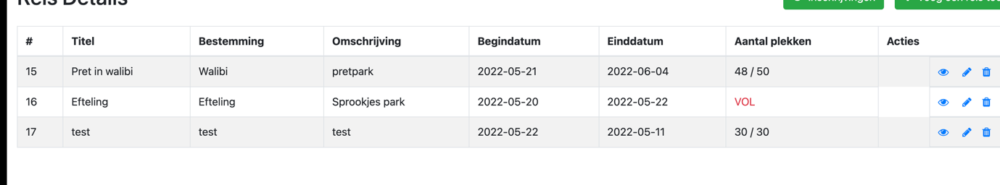 Reis Details
# Titel Bestemming Omschrijving Begindatum Einddatum Aantal plekken Acties
15 Pret in walibi Walibi pretpark 2022-05-21 2022-06-04 48 / 50
16 Efteling Efteling Sprookjes park 2022-05-20 2022-05-22 VOL
17 test test test 2022-05-22 2022-05-11 30 / 30